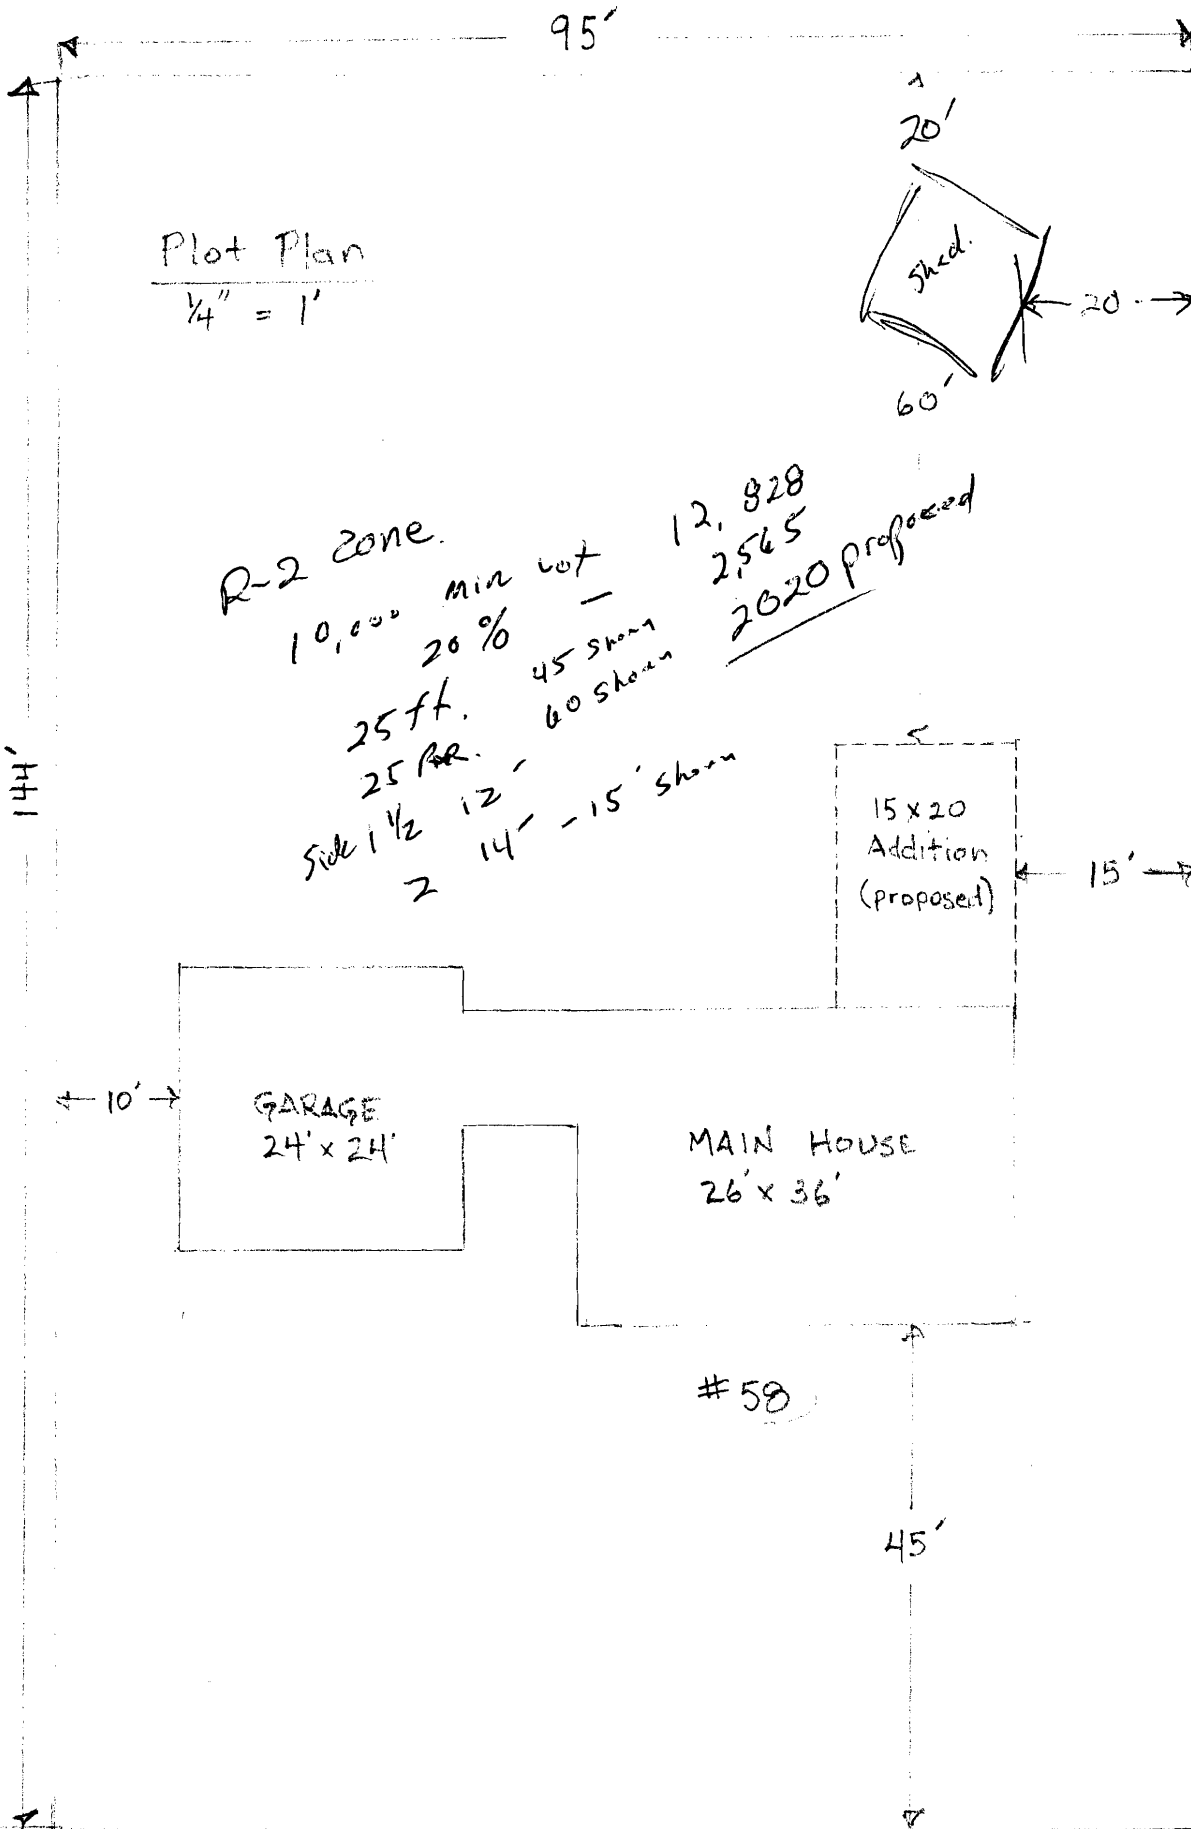 95'
20'
Plot Plan
1/4" = 1'
Shed.
20
60'
R-2 Zone.
10,000 min Lot 12,828
20% - 2,565
2020 proposed
25 ft. 45 shown
25 60 shown
Side 1 1/2 12'
2 14' - 15' shown
144'
15 x 20
Addition
(proposed)
15'
10'
GARAGE
24' x 24'
MAIN HOUSE
26' x 36'
#58
45'